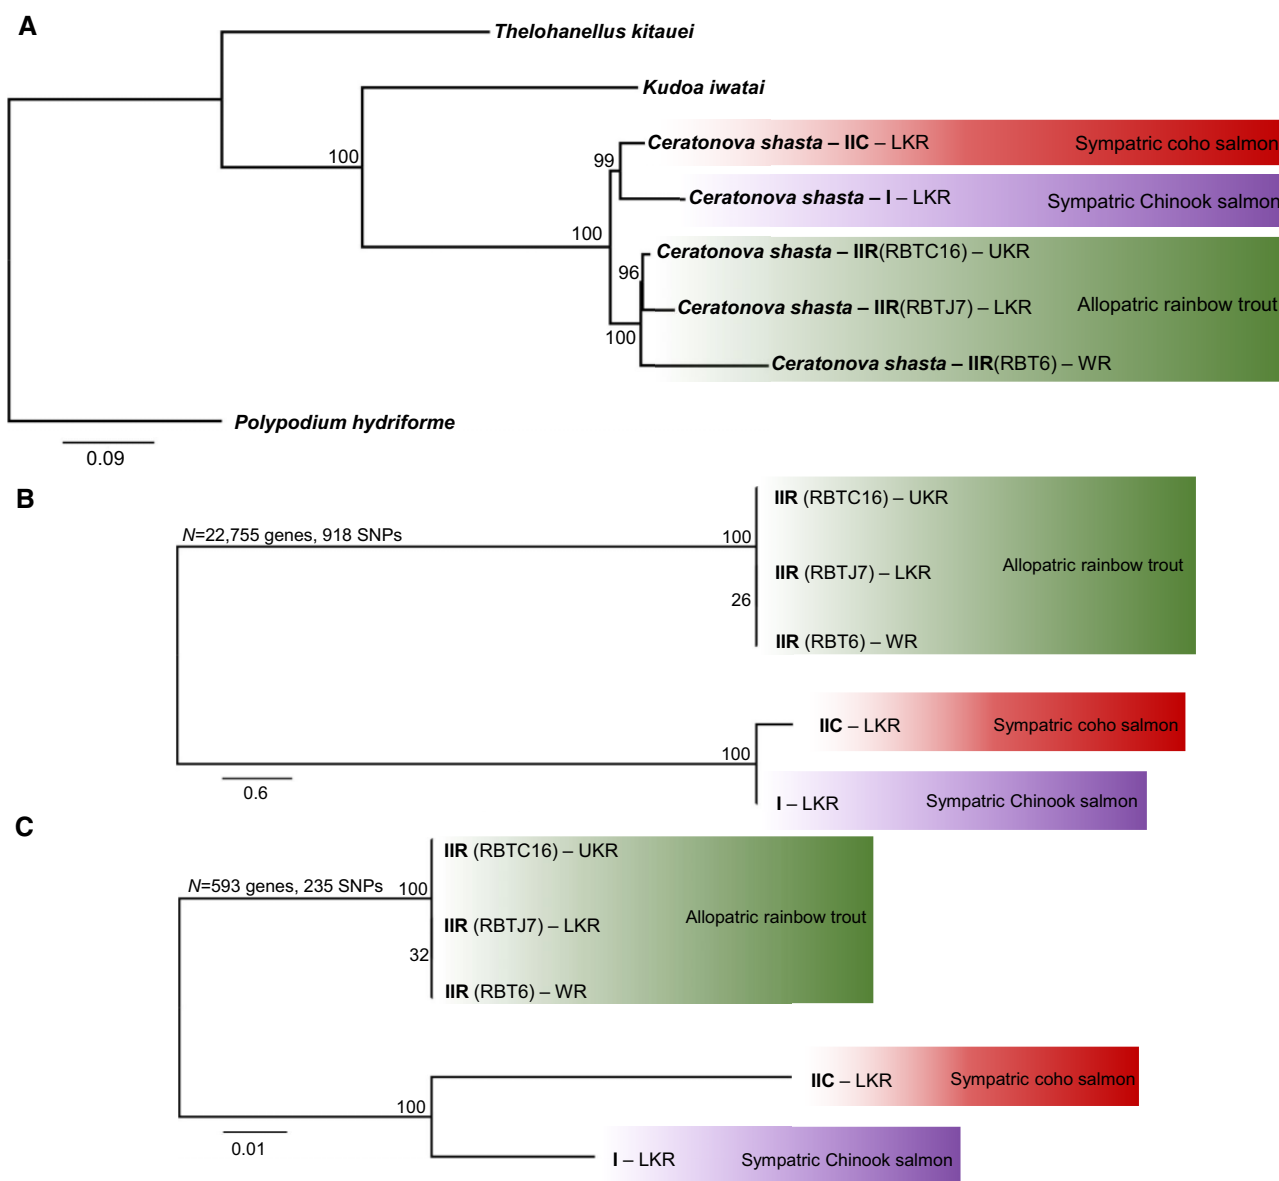 A
Thelohanellus kitauei
Kudoa iwatai
100
99
Ceratonova shasta – IIC – LKR
Sympatric coho salmon
Ceratonova shasta – I – LKR
Sympatric Chinook salmon
100
Ceratonova shasta – IIR(RBTC16) – UKR
96
Ceratonova shasta – IIR(RBTJ7) – LKR
Allopatric rainbow trout
100
Ceratonova shasta – IIR(RBT6) – WR
Polypodium hydriforme
0.09
B
N=22,755 genes, 918 SNPs
100
26
IIR (RBTC16) – UKR
IIR (RBTJ7) – LKR
Allopatric rainbow trout
IIR (RBT6) – WR
IIC – LKR
Sympatric coho salmon
100
I – LKR
Sympatric Chinook salmon
0.6
C
N=593 genes, 235 SNPs
100
32
IIR (RBTC16) – UKR
IIR (RBTJ7) – LKR
Allopatric rainbow trout
IIR (RBT6) – WR
IIC – LKR
Sympatric coho salmon
100
I – LKR
Sympatric Chinook salmon
0.01